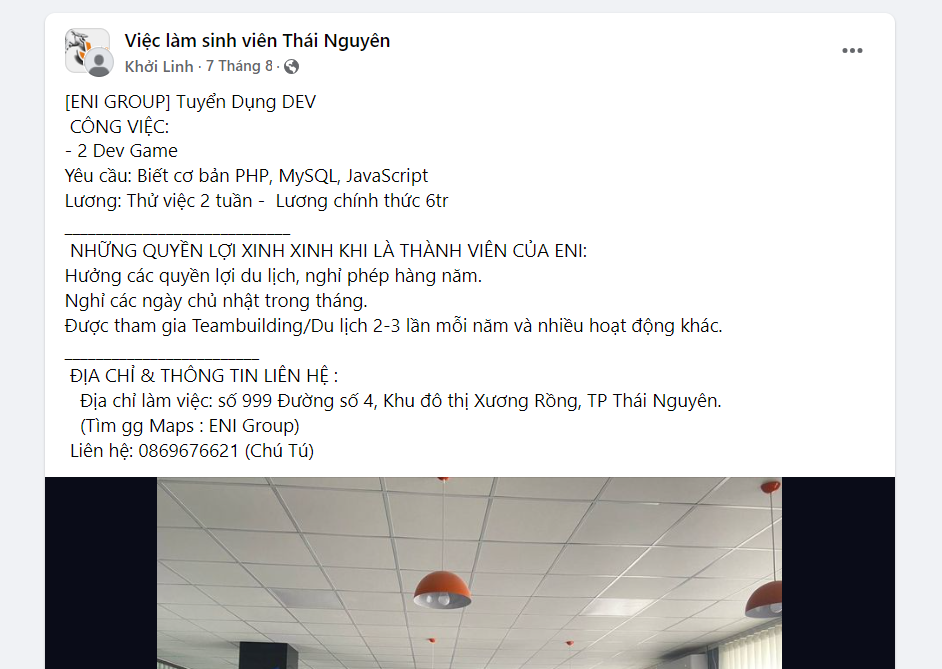 Việc làm sinh viên Thái Nguyên
Khởi Linh · 7 Tháng 8 ·
[ENI GROUP] Tuyển Dụng DEV
CÔNG VIỆC:
- 2 Dev Game
Yêu cầu: Biết cơ bản PHP, MySQL, JavaScript
Lương: Thử việc 2 tuần - Lương chính thức 6tr
_____________________________
NHỮNG QUYỀN LỢI XINH XINH KHI LÀ THÀNH VIÊN CỦA ENI:
Hưởng các quyền lợi du lịch, nghỉ phép hàng năm.
Nghỉ các ngày chủ nhật trong tháng.
Được tham gia Teambuilding/Du lịch 2-3 lần mỗi năm và nhiều hoạt động khác.
_________________________
ĐỊA CHỈ & THÔNG TIN LIÊN HỆ :
Địa chỉ làm việc: số 999 Đường số 4, Khu đô thị Xương Rồng, TP Thái Nguyên.
(Tìm gg Maps : ENI Group)
Liên hệ: 0869676621 (Chú Tú)